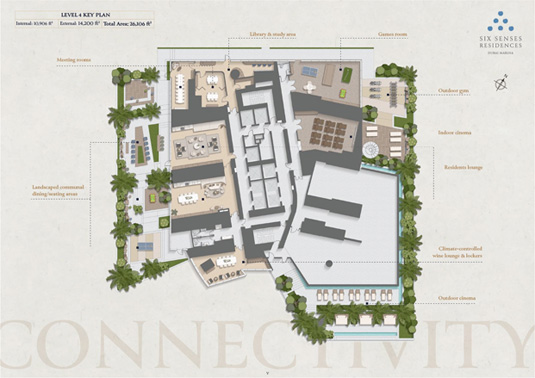 LEVEL 4 KEY PLAN
Internal: 10,906 ft² External: 14,200 ft² Total Area: 26,106 ft²
SIX SENSES
RESIDENCES
DUBAI MARINA
Library & study area
Games room
Meeting rooms
Outdoor gym
Indoor cinema
Residents lounge
Landscaped communal
dining/seating areas
Climate-controlled
wine lounge & lockers
Outdoor cinema
CONNECTIVITY